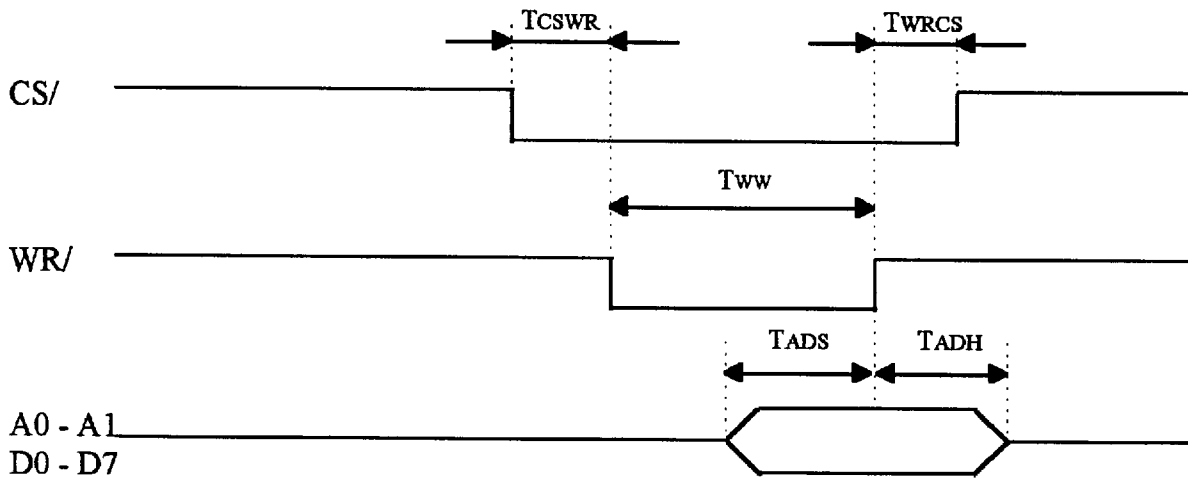 TCSWR
TWRCS
CS/
TWW
WR/
TADS
TADH
A0 - A1
D0 - D7